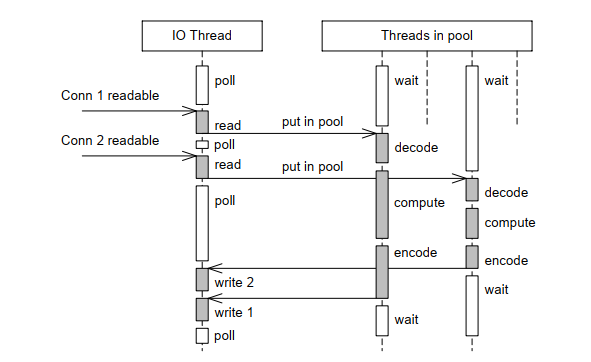 IO Thread
Threads in pool
poll
wait
wait
Conn 1 readable
read
put in pool
Conn 2 readable
poll
decode
read
put in pool
poll
compute
decode
compute
encode
encode
write 2
wait
write 1
wait
poll